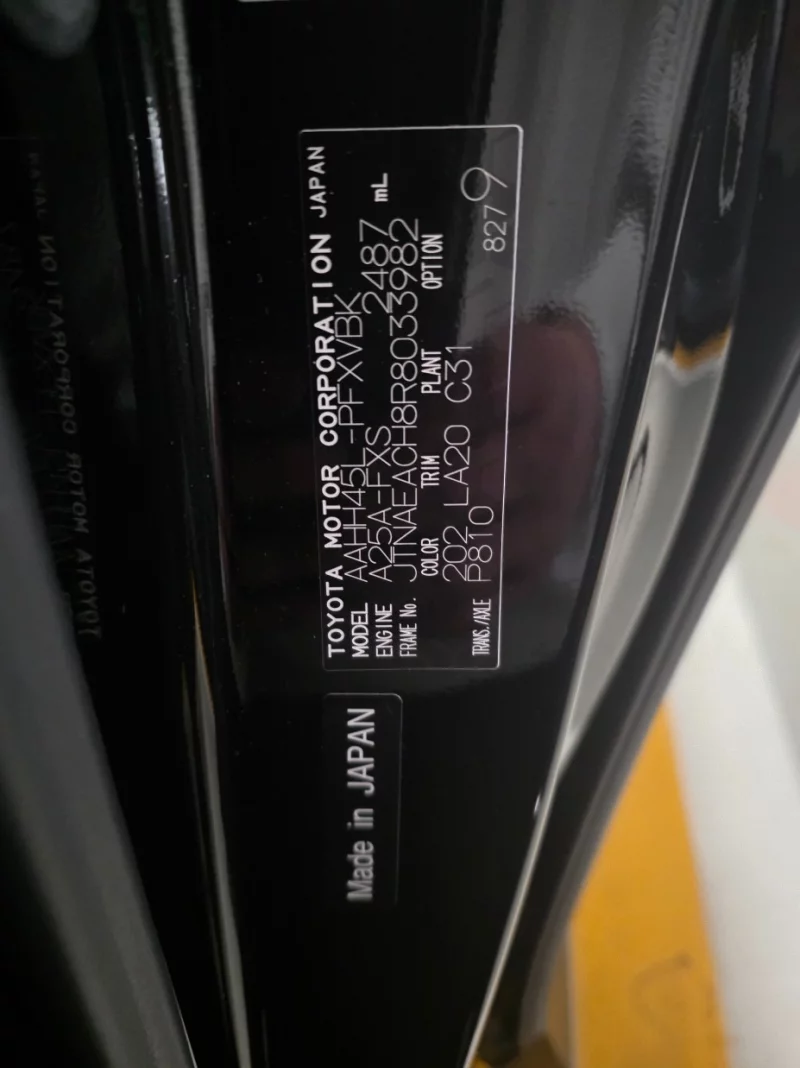 TOYOTA MOTOR CORPORATION JAPAN
MODEL AAHH45L-PFXVBK
ENGINE A25A-FXS 2487 mL
FRAME No. JTNAEACH8R8033982
COLOR TRIM PLANT OPTION
202 LA20 C31
TRANS./AXLE P810 8279
Made in JAPAN